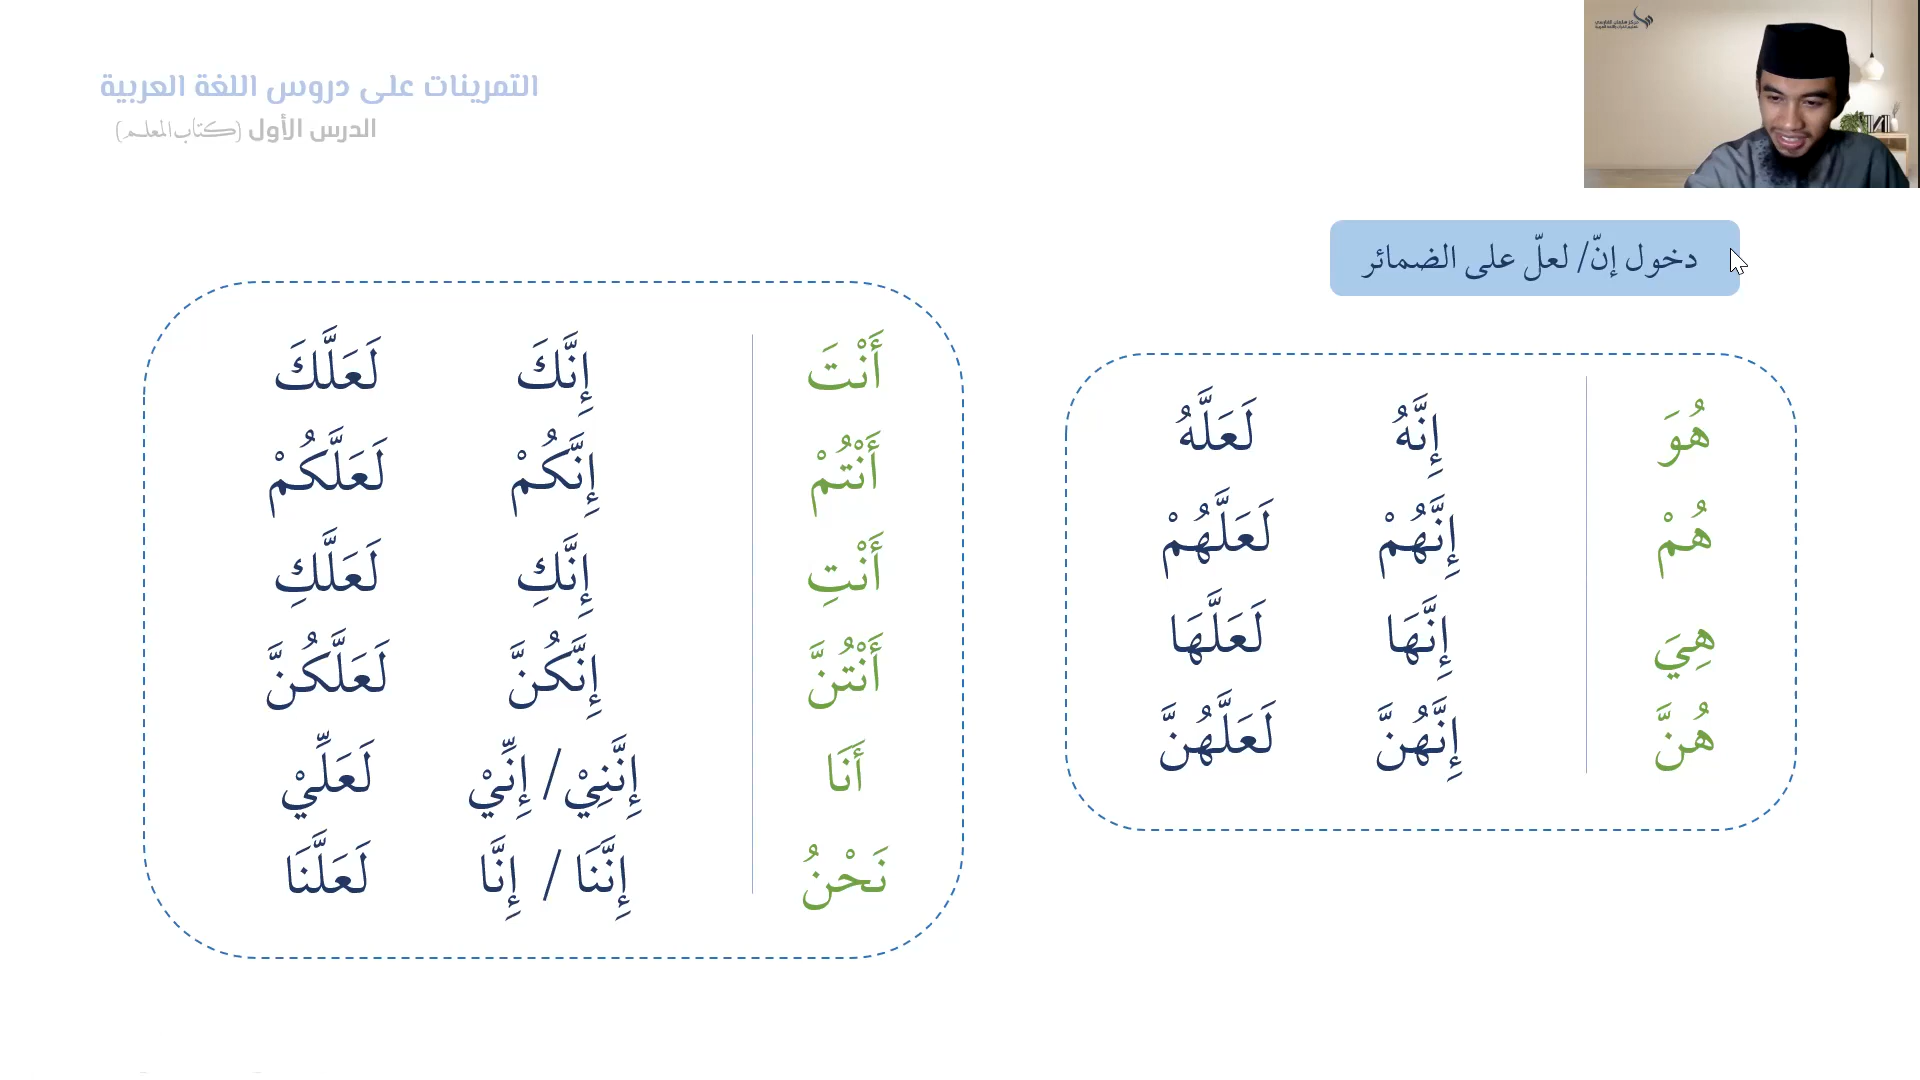 التمرينات على دروس اللغة العربية
الدرس الأول (كتاب المعلم)
دخول إنّ/ لعلّ على الضمائر
هُوَ إِنَّهُ لَعَلَّهُ
هُمْ إِنَّهُمْ لَعَلَّهُمْ
هِيَ إِنَّهَا لَعَلَّهَا
هُنَّ إِنَّهُنَّ لَعَلَّهُنَّ
أَنْتَ إِنَّكَ لَعَلَّكَ
أَنْتُمْ إِنَّكُمْ لَعَلَّكُمْ
أَنْتِ إِنَّكِ لَعَلَّكِ
أَنْتُنَّ إِنَّكُنَّ لَعَلَّكُنَّ
أَنَا إِنَّنِيْ / إِنِّيْ لَعَلِّيْ
نَحْنُ إِنَّنَا / إِنَّا لَعَلَّنَا